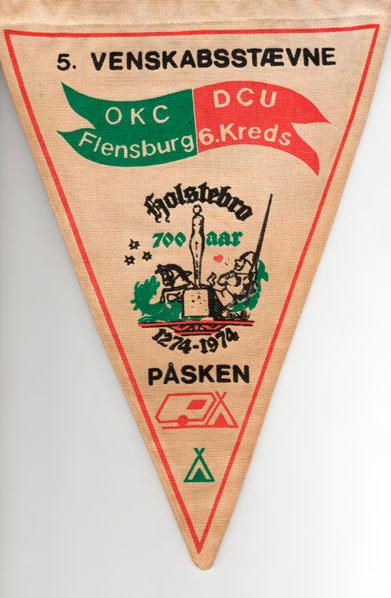 5. VENSKABSSTÆVNE
OKC DCU
Flensburg 6.Kreds
Holstebro
700 aar
1274-1974
PÅSKEN